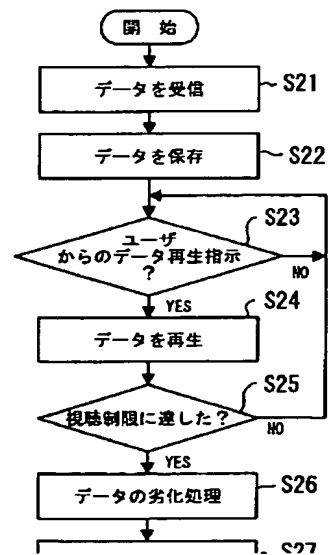 開始
データを受信
S21
データを保存
S22
S23
ユーザ
からのデータ再生指示
?
NO
YES
S24
データを再生
S25
視聴制限に達した?
NO
YES
データの劣化処理
S26
S27